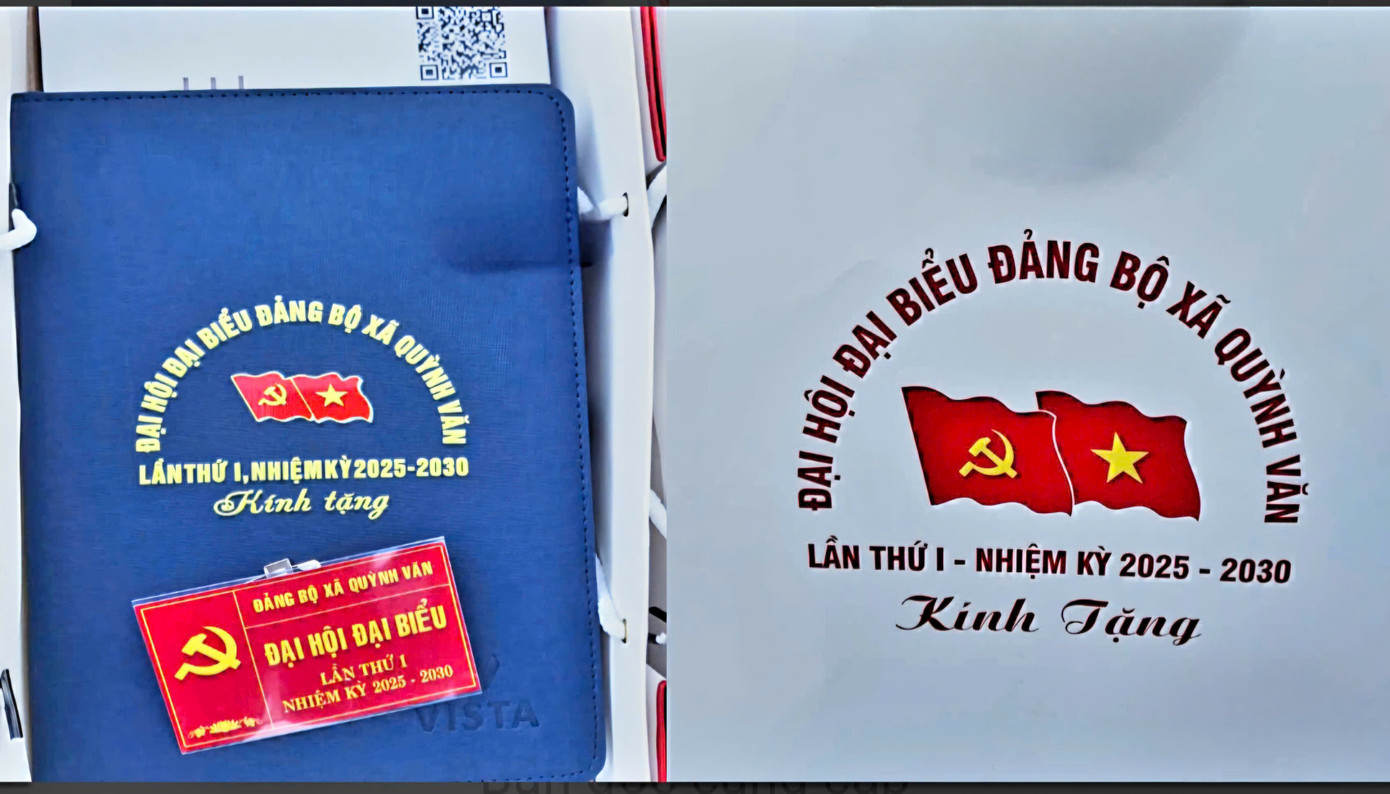 ĐẠI HỘI ĐẠI BIỂU ĐẢNG BỘ XÃ QUỲNH VĂN
LẦN THỨ I, NHIỆM KỲ 2025-2030
Kính tặng
ĐẢNG BỘ XÃ QUỲNH VĂN
ĐẠI HỘI ĐẠI BIỂU
LẦN THỨ I
NHIỆM KỲ 2025 - 2030
VISTA
ĐẠI HỘI ĐẠI BIỂU ĐẢNG BỘ XÃ QUỲNH VĂN
LẦN THỨ I - NHIỆM KỲ 2025 - 2030
Kính Tặng